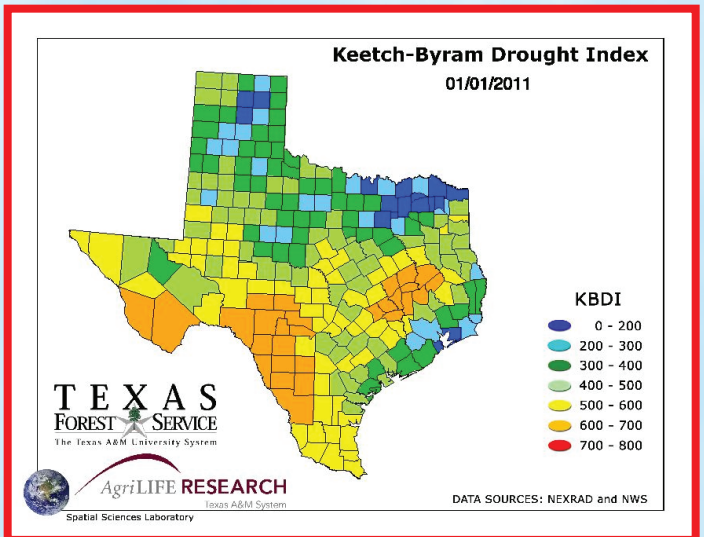 Keetch-Byram Drought Index
01/01/2011
KBDI
0 - 200
200 - 300
300 - 400
400 - 500
500 - 600
600 - 700
700 - 800
TEXAS
FOREST SERVICE
The Texas A&M University System
AgriLIFE RESEARCH
Texas A&M System
Spatial Sciences Laboratory
DATA SOURCES: NEXRAD and NWS